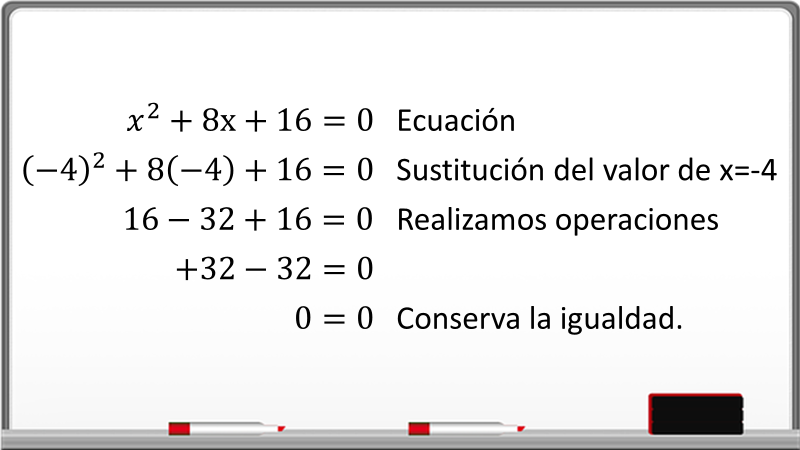 x² + 8x + 16 = 0 Ecuación
(−4)² + 8(−4) + 16 = 0 Sustitución del valor de x=-4
16 − 32 + 16 = 0 Realizamos operaciones
+32 − 32 = 0
0 = 0 Conserva la igualdad.